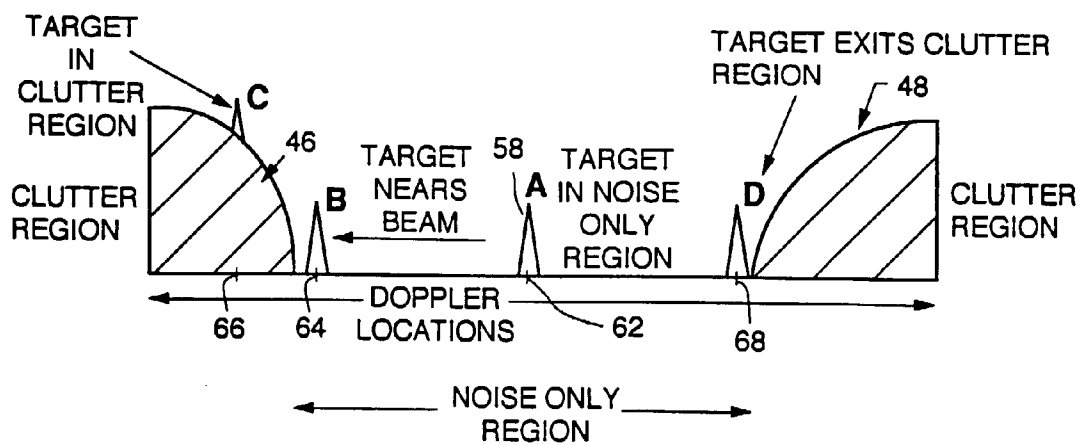 TARGET
IN
CLUTTER
REGION
C
46
CLUTTER
REGION
B
TARGET
NEARS
BEAM
58
A
TARGET
IN NOISE
ONLY
REGION
TARGET EXITS CLUTTER
REGION
48
D
CLUTTER
REGION
DOPPLER
LOCATIONS
66
64
62
68
NOISE ONLY
REGION